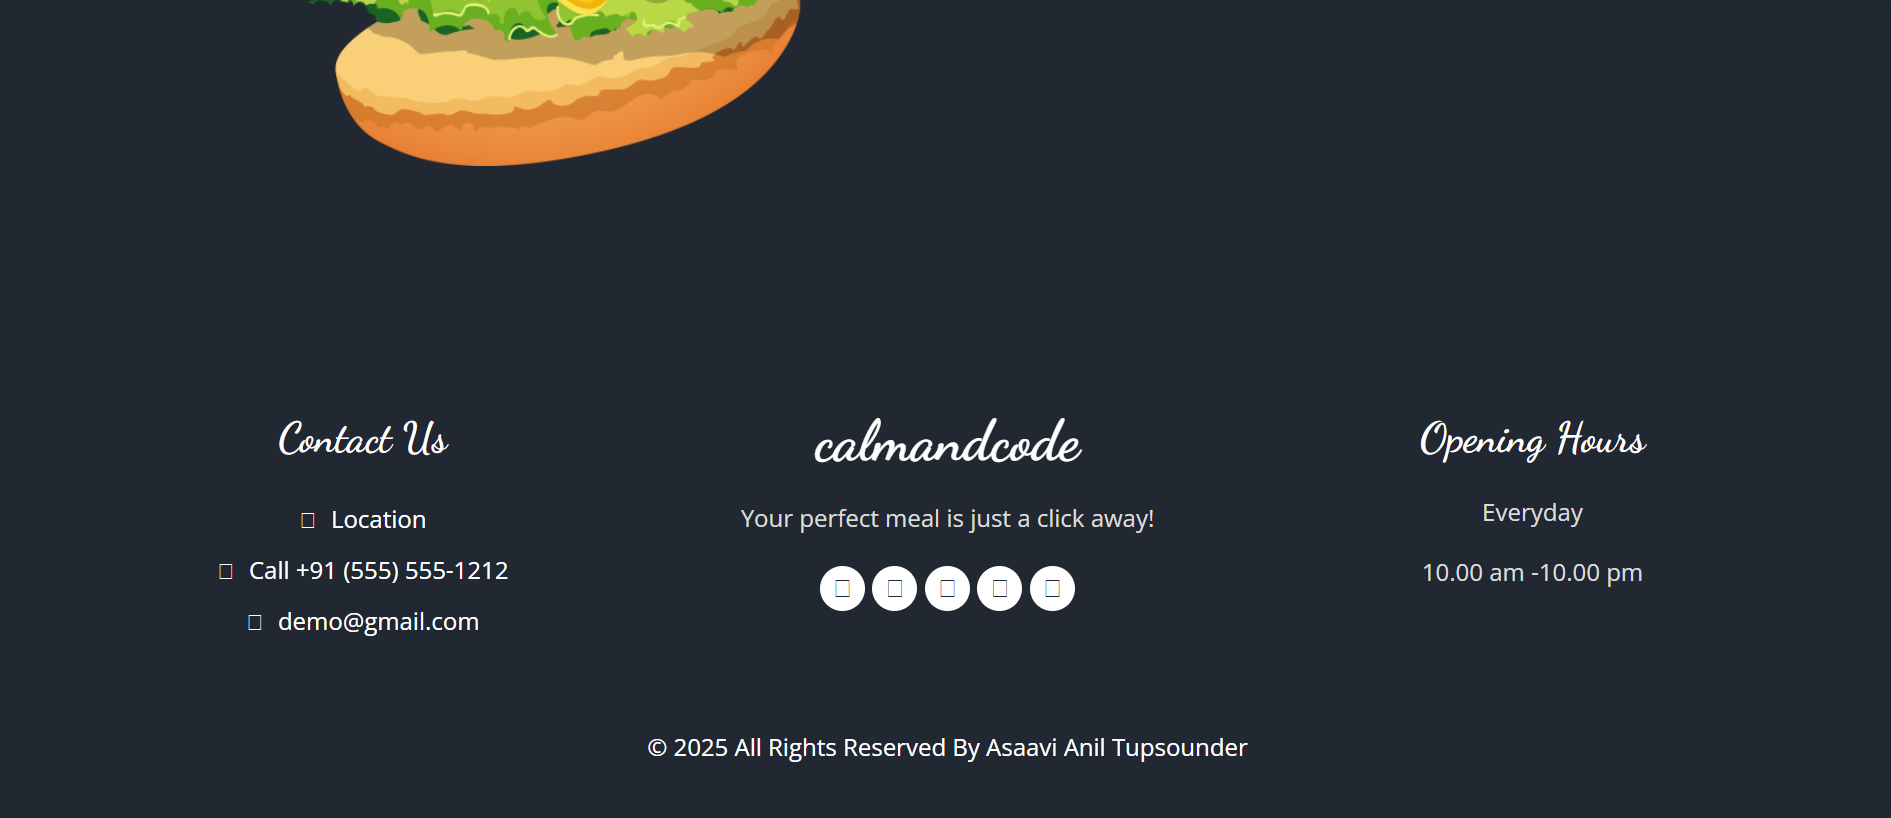 Contact Us
Location
Call +91 (555) 555-1212
demo@gmail.com
calmandcode
Your perfect meal is just a click away!
Opening Hours
Everyday
10.00 am -10.00 pm
© 2025 All Rights Reserved By Asaavi Anil Tupsounder